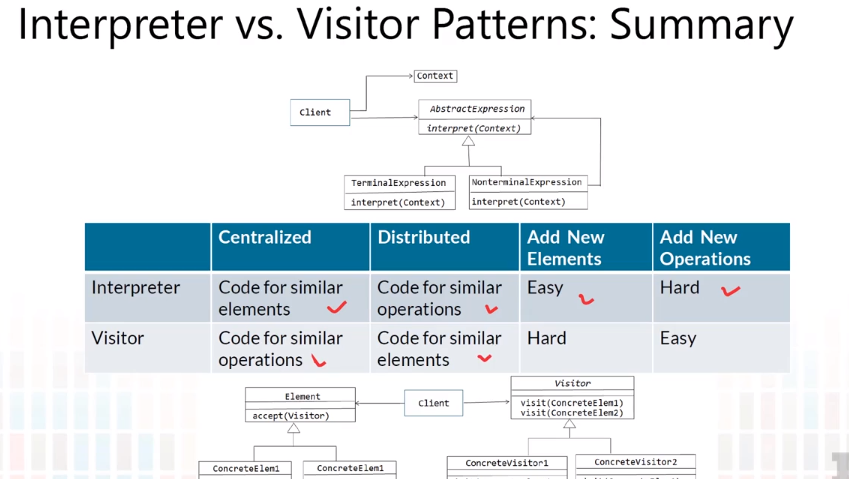 Interpreter vs. Visitor Patterns: Summary
Context
Client
AbstractExpression
interpret(Context)
TerminalExpression
interpret(Context)
NonterminalExpression
interpret(Context)
Centralized
Distributed
Add New
Elements
Add New
Operations
Interpreter
Code for similar
elements
Code for similar
operations
Easy
Hard
Visitor
Code for similar
operations
Code for similar
elements
Hard
Easy
Element
accept(Visitor)
Client
Visitor
visit(ConcreteElem1)
visit(ConcreteElem2)
ConcreteElem1
ConcreteElem1
ConcreteVisitor1
ConcreteVisitor2